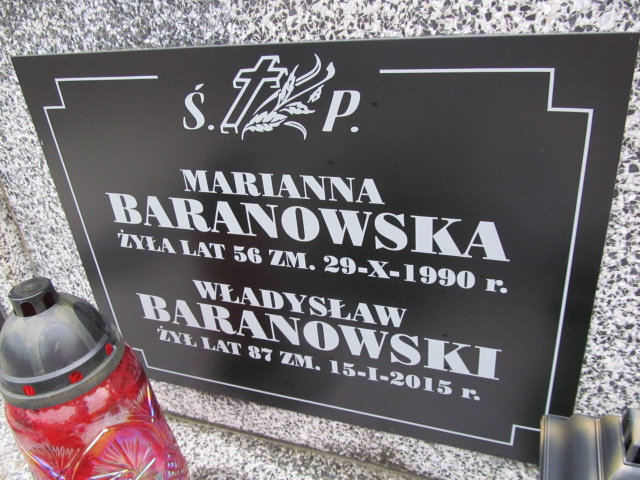 Ś. P.
MARIANNA
BARANOWSKA
ŻYŁA LAT 56 ZM. 29-X-1990 r.
WŁADYSŁAW
BARANOWSKI
ŻYŁ LAT 87 ZM. 15-I-2015 r.